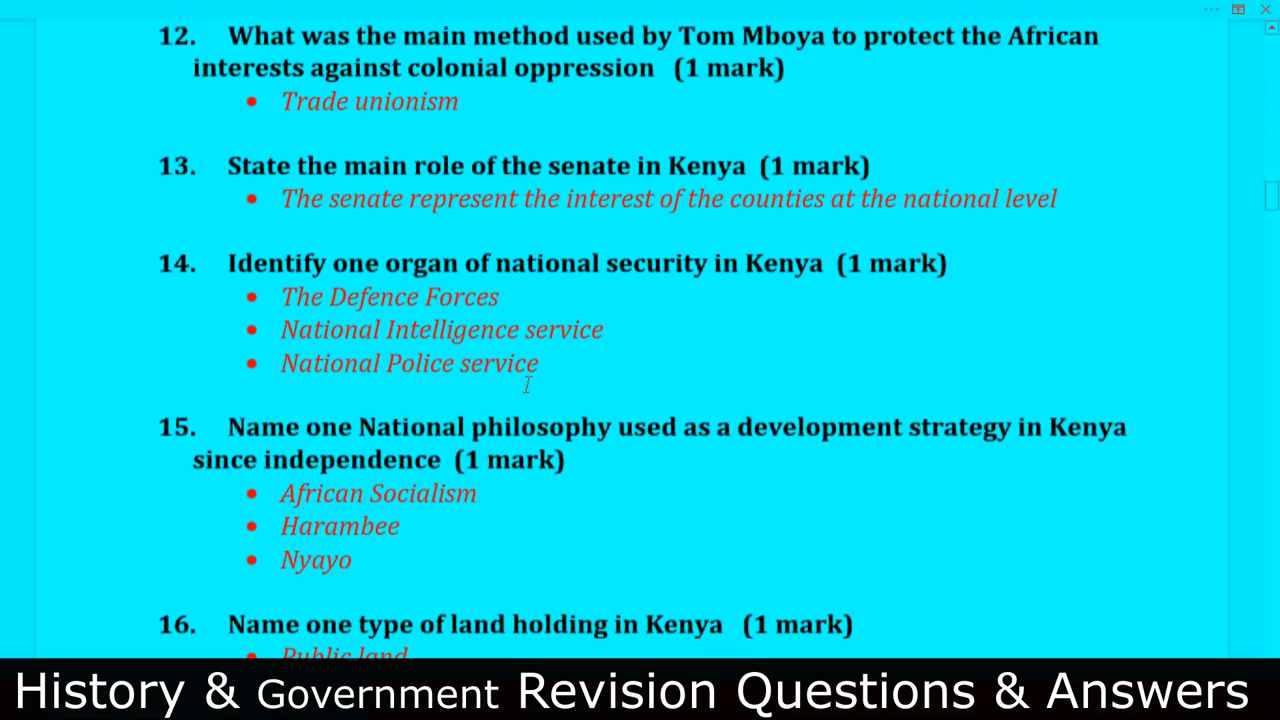 12. What was the main method used by Tom Mboya to protect the African
interests against colonial oppression (1 mark)
• Trade unionism
13. State the main role of the senate in Kenya (1 mark)
• The senate represent the interest of the counties at the national level
14. Identify one organ of national security in Kenya (1 mark)
• The Defence Forces
• National Intelligence service
• National Police service
15. Name one National philosophy used as a development strategy in Kenya
since independence (1 mark)
• African Socialism
• Harambee
• Nyayo
16. Name one type of land holding in Kenya (1 mark)
• Public land
History & Government Revision Questions & Answers